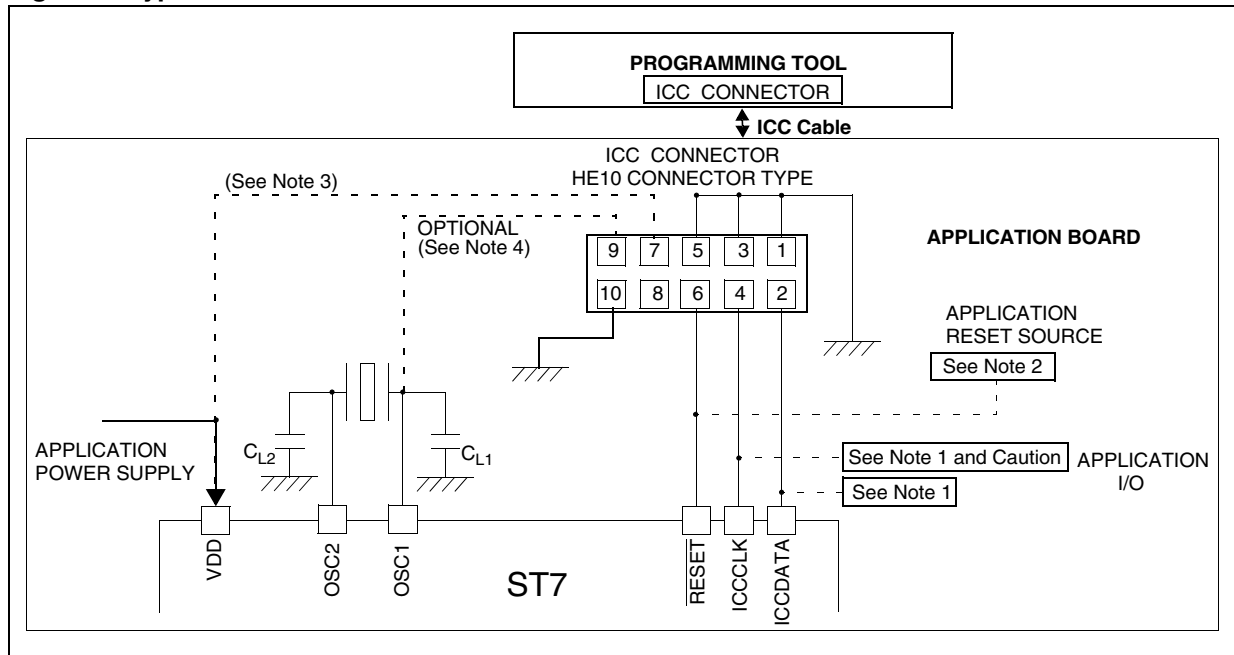 PROGRAMMING TOOL
ICC CONNECTOR
ICC Cable
ICC CONNECTOR
HE10 CONNECTOR TYPE
(See Note 3)
OPTIONAL
(See Note 4)
9 7 5 3 1
10 8 6 4 2
APPLICATION BOARD
APPLICATION
RESET SOURCE
See Note 2
CL2
CL1
APPLICATION
POWER SUPPLY
See Note 1 and Caution
See Note 1
APPLICATION
I/O
VDD
OSC2
OSC1
RESET
ICCCLK
ICCDATA
ST7